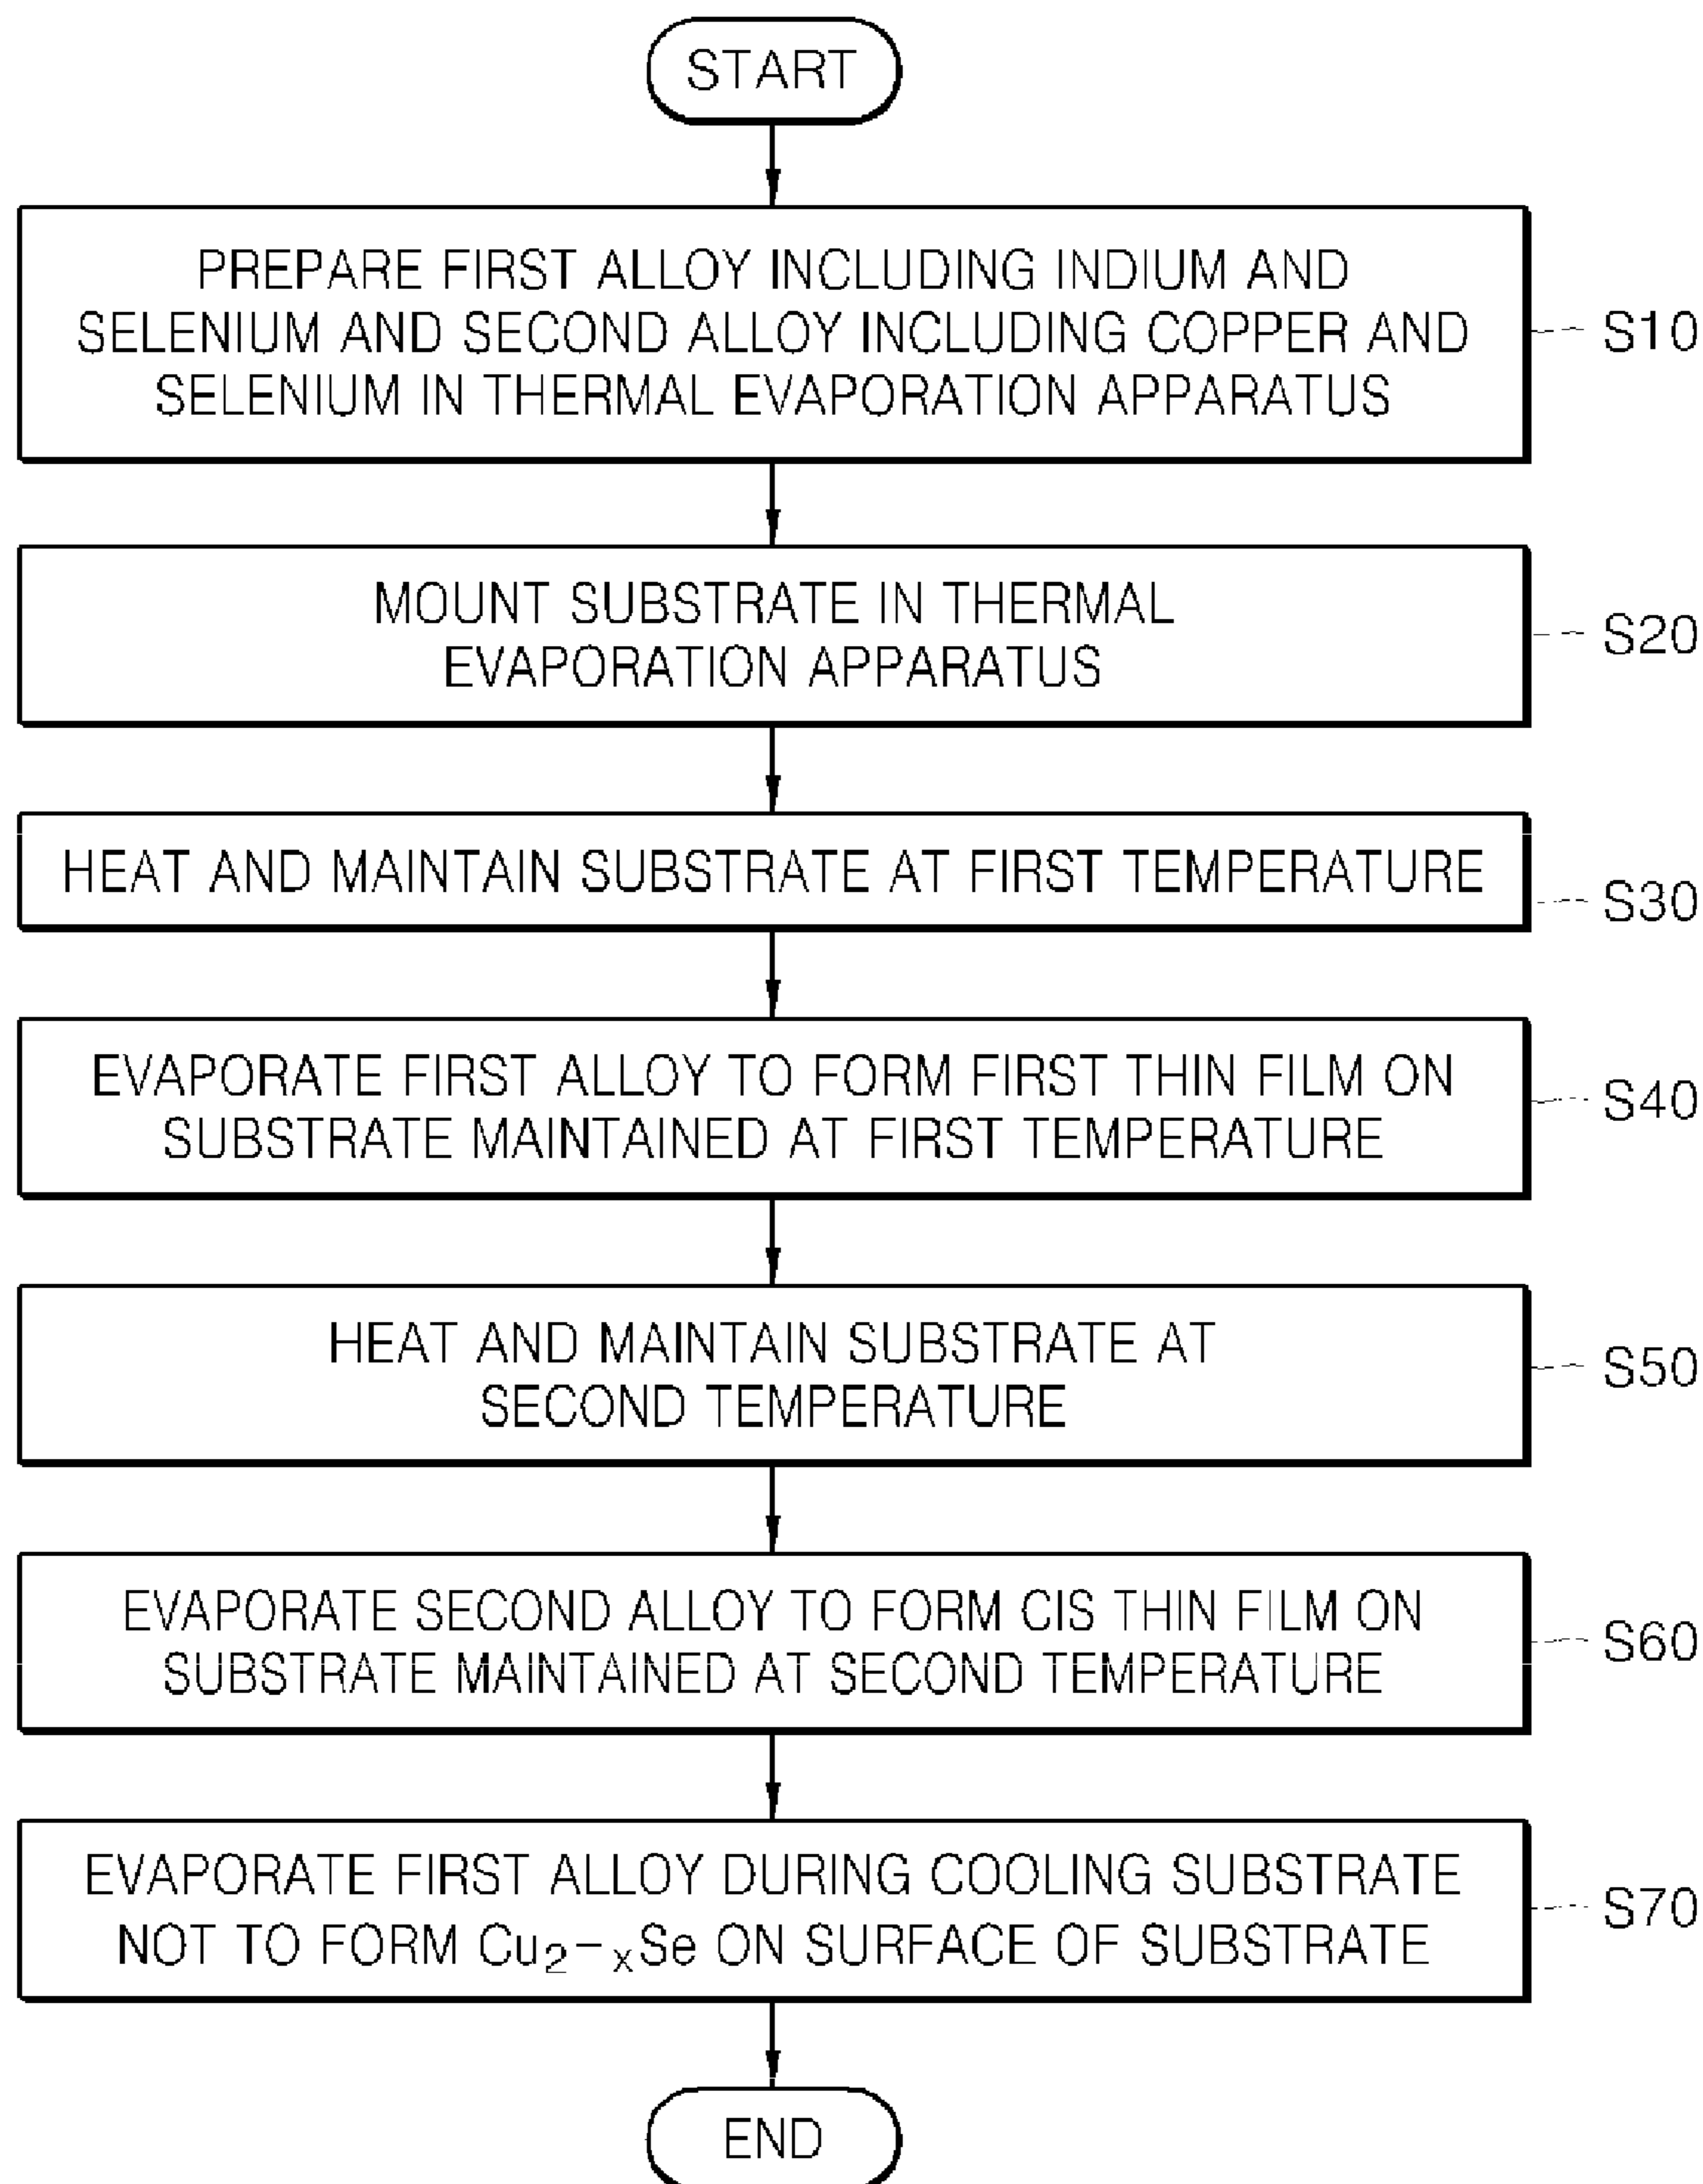 START
PREPARE FIRST ALLOY INCLUDING INDIUM AND
SELENIUM AND SECOND ALLOY INCLUDING COPPER AND
SELENIUM IN THERMAL EVAPORATION APPARATUS
S10
MOUNT SUBSTRATE IN THERMAL
EVAPORATION APPARATUS
S20
HEAT AND MAINTAIN SUBSTRATE AT FIRST TEMPERATURE
S30
EVAPORATE FIRST ALLOY TO FORM FIRST THIN FILM ON
SUBSTRATE MAINTAINED AT FIRST TEMPERATURE
S40
HEAT AND MAINTAIN SUBSTRATE AT
SECOND TEMPERATURE
S50
EVAPORATE SECOND ALLOY TO FORM CIS THIN FILM ON
SUBSTRATE MAINTAINED AT SECOND TEMPERATURE
S60
EVAPORATE FIRST ALLOY DURING COOLING SUBSTRATE
NOT TO FORM Cu₂₋ₓSe ON SURFACE OF SUBSTRATE
S70
END